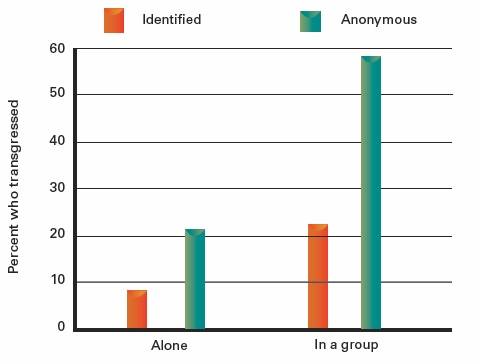 Identified
Anonymous
Percent who transgressed
60
50
40
30
20
10
0
Alone
In a group